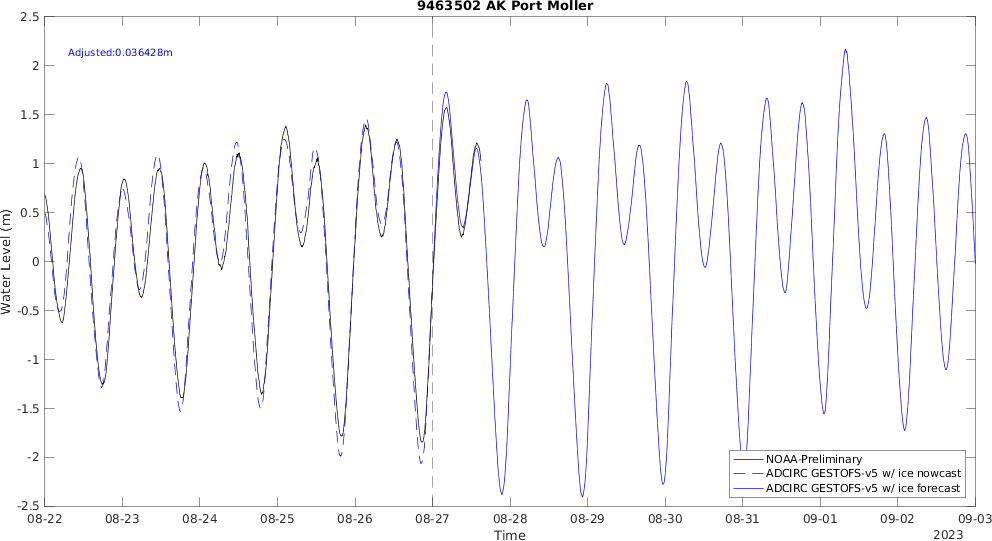 9463502 AK Port Moller
Adjusted:0.036428m
Water Level (m)
2.5
2
1.5
1
0.5
0
-0.5
-1
-1.5
-2
-2.5
NOAA-Preliminary
ADCIRC GESTOFS-v5 w/ ice nowcast
ADCIRC GESTOFS-v5 w/ ice forecast
08-22 08-23 08-24 08-25 08-26 08-27 08-28 08-29 08-30 08-31 09-01 09-02 09-03
Time
2023